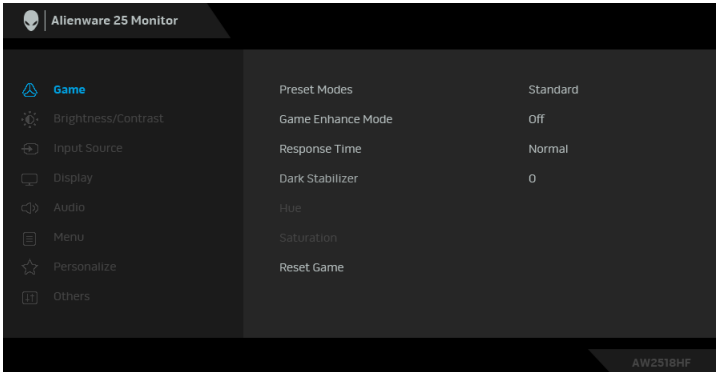 Alienware 25 Monitor
Game
Preset Modes Standard
Brightness/Contrast
Game Enhance Mode Off
Input Source
Response Time Normal
Display
Dark Stabilizer 0
Audio
Hue
Menu
Saturation
Personalize
Reset Game
Others
AW2518HF